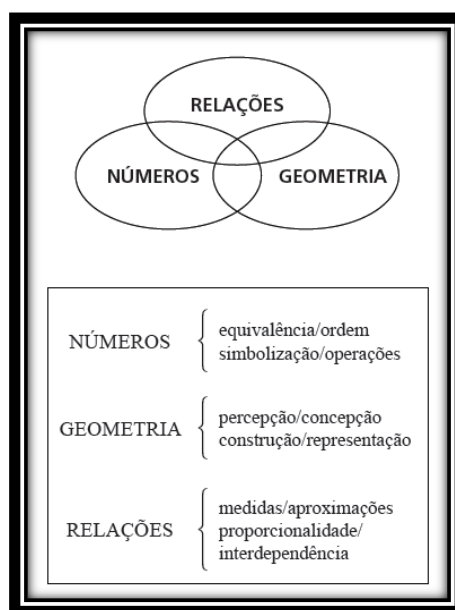 RELAÇÕES
NÚMEROS
GEOMETRIA
NÚMEROS
equivalência/ordem
simbolização/operações
GEOMETRIA
percepção/concepção
construção/representação
RELAÇÕES
medidas/aproximações
proporcionalidade/
interdependência